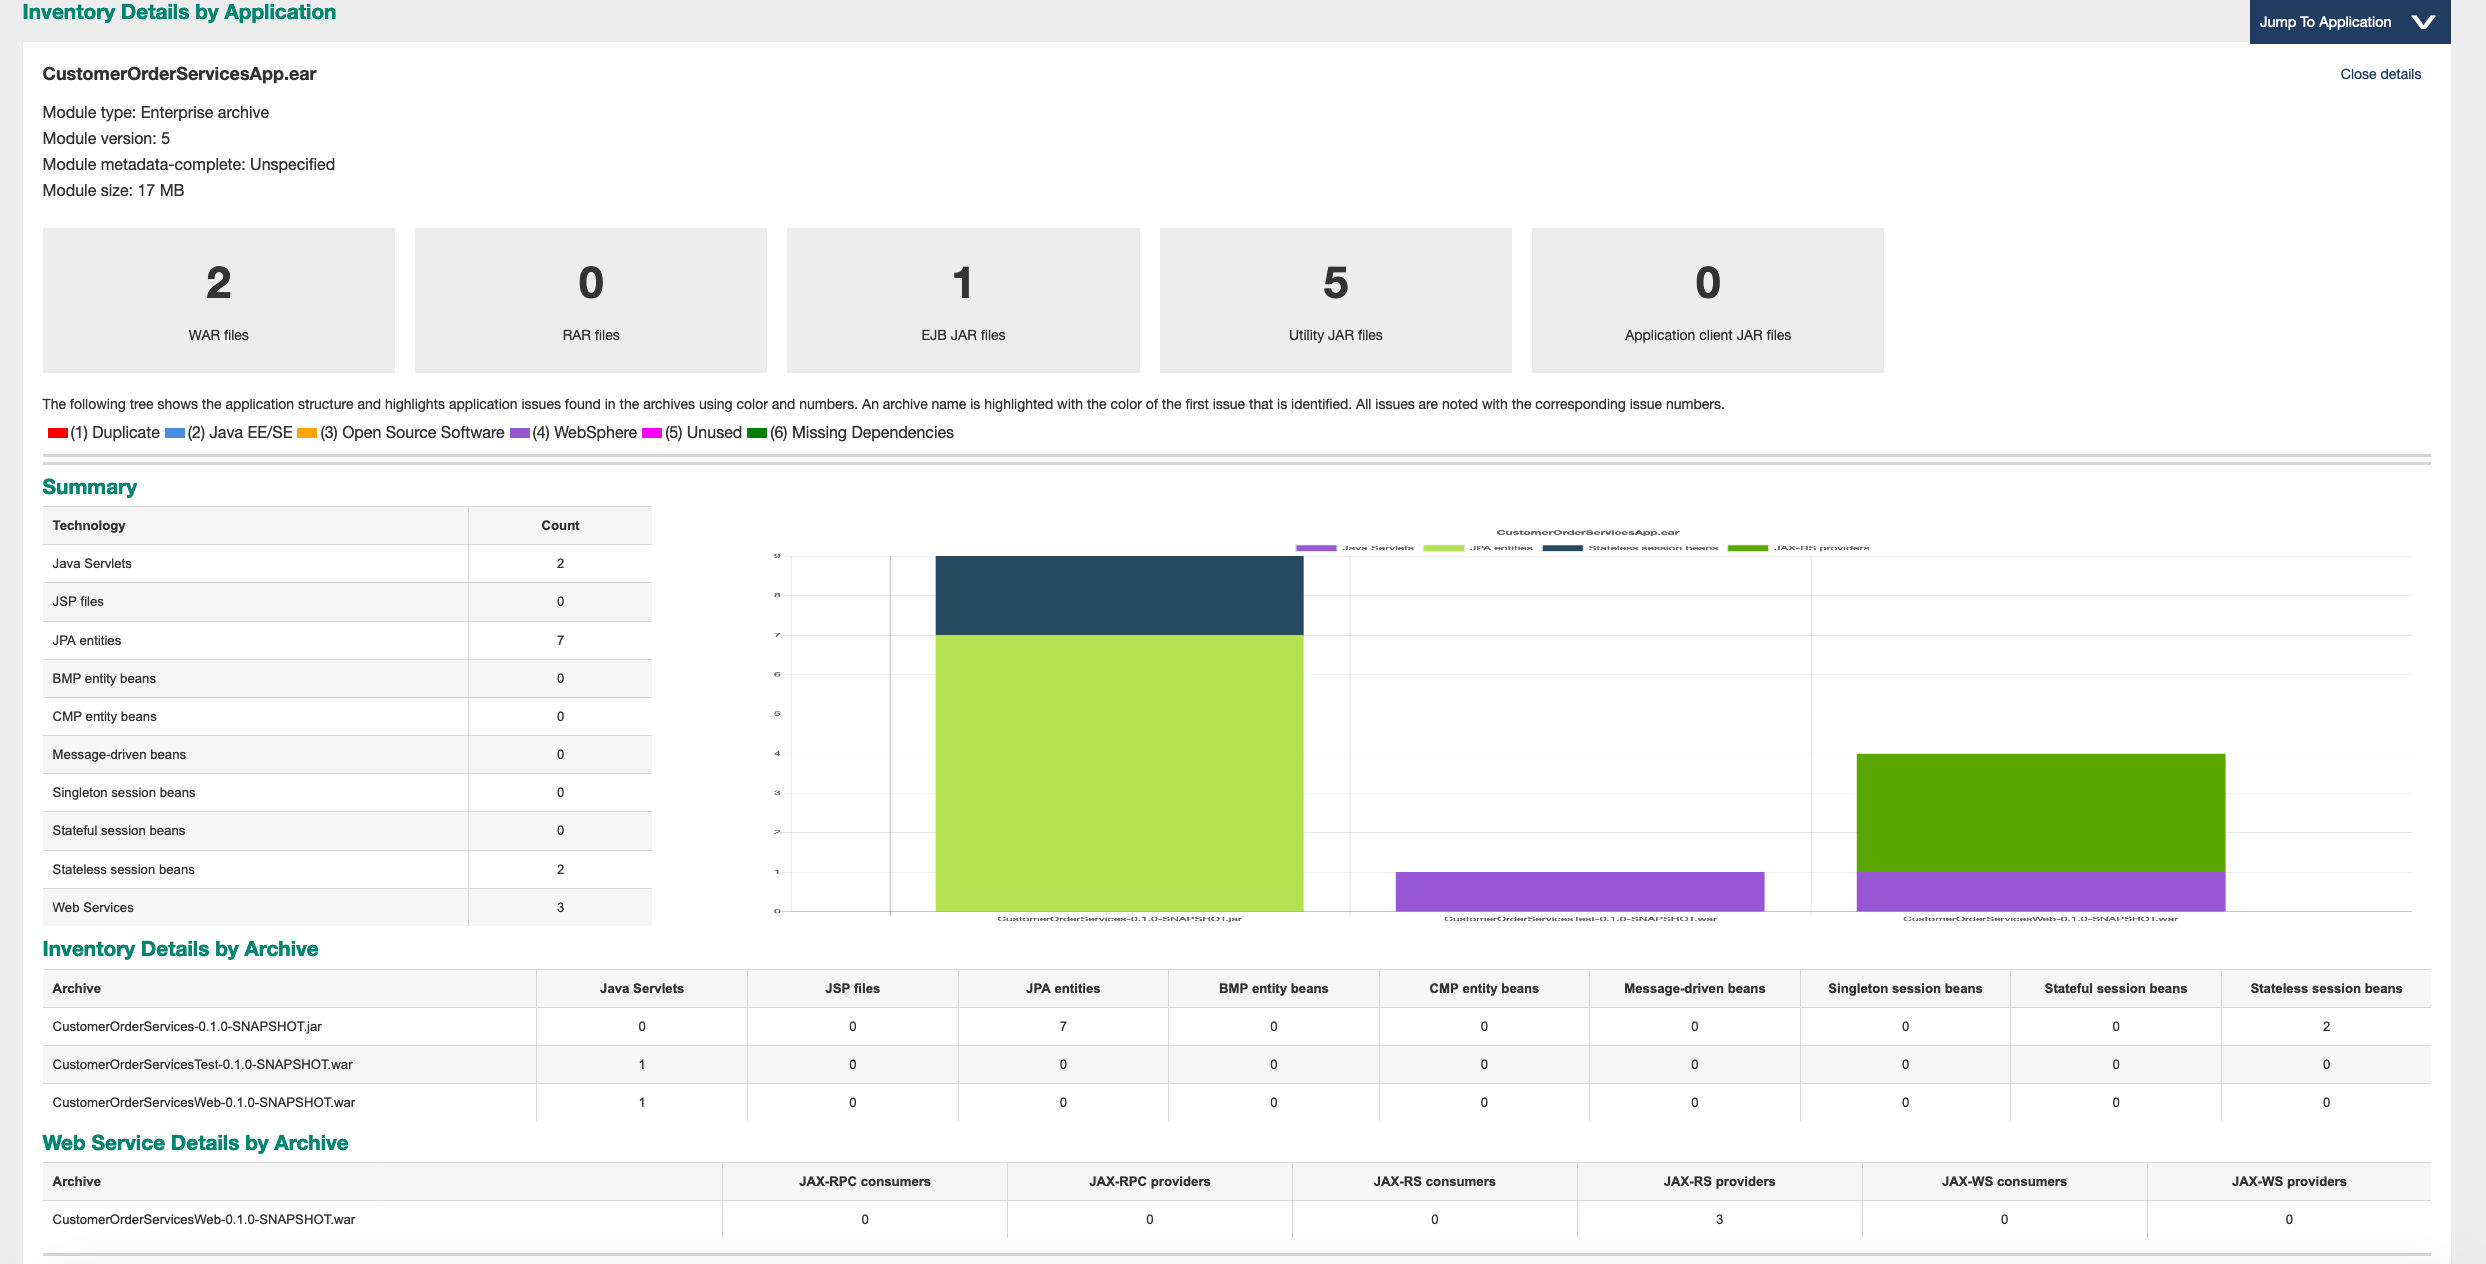 Inventory Details by Application
Jump To Application
CustomerOrderServicesApp.ear
Close details
Module type: Enterprise archive
Module version: 5
Module metadata-complete: Unspecified
Module size: 17 MB
2 0 1 5 0
WAR files RAR files EJB JAR files Utility JAR files Application client JAR files
The following tree shows the application structure and highlights application issues found in the archives using color and numbers. An archive name is highlighted with the color of the first issue that is identified. All issues are noted with the corresponding issue numbers.
(1) Duplicate (2) Java EE/SE (3) Open Source Software (4) WebSphere (5) Unused (6) Missing Dependencies
Summary
Technology Count
Java Servlets 2
JSP files 0
JPA entities 7
BMP entity beans 0
CMP entity beans 0
Message-driven beans 0
Singleton session beans 0
Stateful session beans 0
Stateless session beans 2
Web Services 3
CustomerOrderServicesApp.ear
Java Servlets JPA entities Stateless session beans JAX-RS providers
9
8
7
6
5
4
3
2
1
0
CustomerOrderServices-0.1.0-SNAPSHOT.jar CustomerOrderServicesTest-0.1.0-SNAPSHOT.war CustomerOrderServicesWeb-0.1.0-SNAPSHOT.war
Inventory Details by Archive
Archive Java Servlets JSP files JPA entities BMP entity beans CMP entity beans Message-driven beans Singleton session beans Stateful session beans Stateless session beans
CustomerOrderServices-0.1.0-SNAPSHOT.jar 0 0 7 0 0 0 0 0 2
CustomerOrderServicesTest-0.1.0-SNAPSHOT.war 1 0 0 0 0 0 0 0 0
CustomerOrderServicesWeb-0.1.0-SNAPSHOT.war 1 0 0 0 0 0 0 0 0
Web Service Details by Archive
Archive JAX-RPC consumers JAX-RPC providers JAX-RS consumers JAX-RS providers JAX-WS consumers JAX-WS providers
CustomerOrderServicesWeb-0.1.0-SNAPSHOT.war 0 0 0 3 0 0